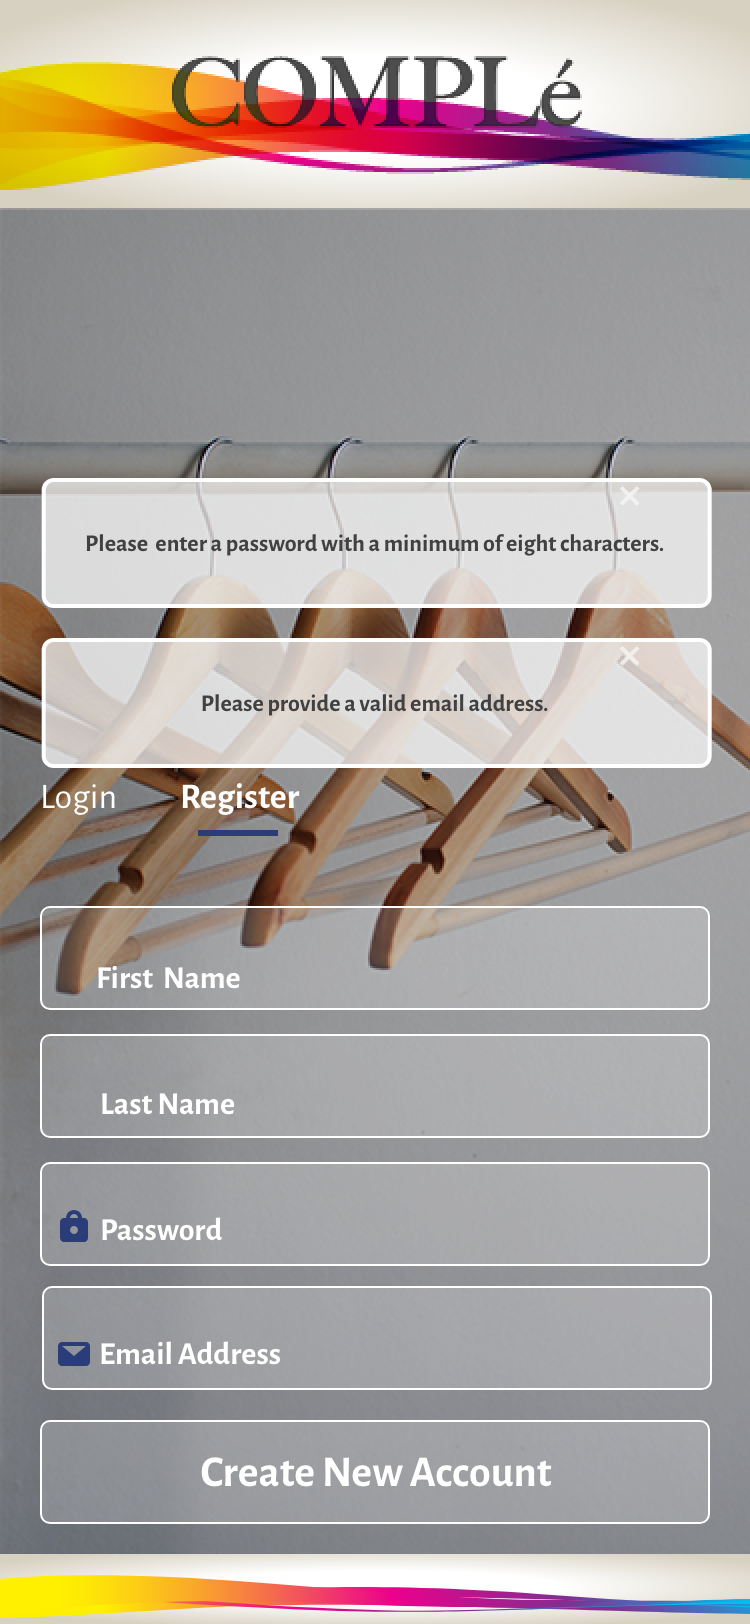 COMPLé
Please enter a password with a minimum of eight characters.
Please provide a valid email address.
Login Register
First Name
Last Name
Password
Email Address
Create New Account